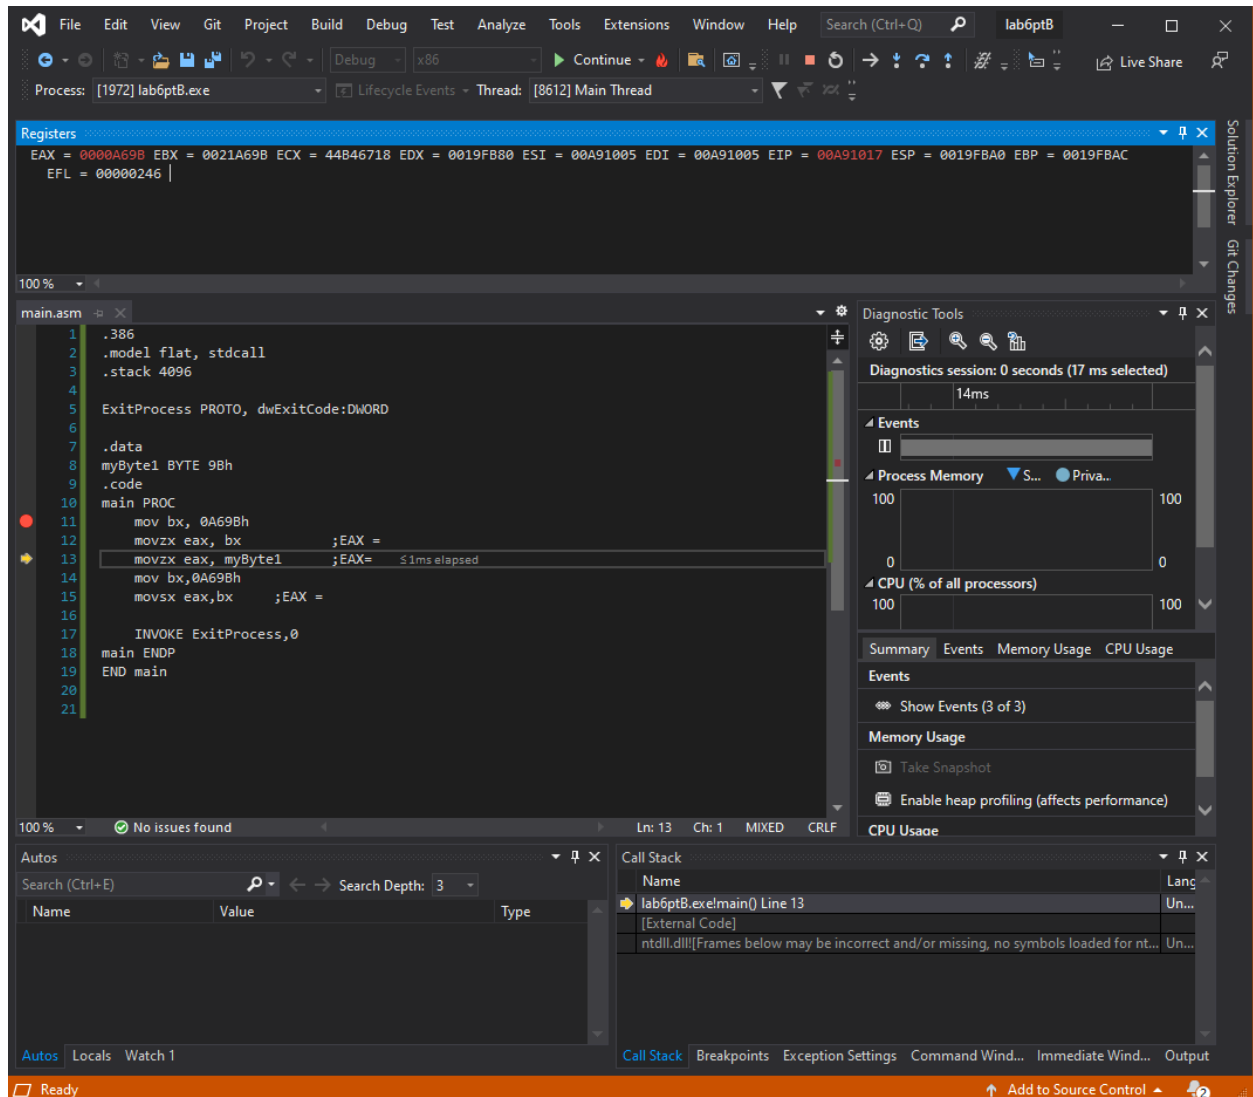 File Edit View Git Project Build Debug Test Analyze Tools Extensions Window Help Search (Ctrl+Q) lab6ptB
Debug x86 Continue Live Share
Process: [1972] lab6ptB.exe Lifecycle Events Thread: [8612] Main Thread
Registers
EAX = 0000A69B EBX = 0021A69B ECX = 44B46718 EDX = 0019FB80 ESI = 00A91005 EDI = 00A91005 EIP = 00A91017 ESP = 0019FBA0 EBP = 0019FBAC
EFL = 00000246
100 %
Solution Explorer
Git Changes
main.asm
1 .386
2 .model flat, stdcall
3 .stack 4096
4
5 ExitProcess PROTO, dwExitCode:DWORD
6
7 .data
8 myByte1 BYTE 9Bh
9 .code
10 main PROC
11 mov bx, 0A69Bh
12 movzx eax, bx ;EAX =
13 movzx eax, myByte1 ;EAX= ≤1ms elapsed
14 mov bx,0A69Bh
15 movsx eax,bx ;EAX =
16
17 INVOKE ExitProcess,0
18 main ENDP
19 END main
20
21
100 % No issues found Ln: 13 Ch: 1 MIXED CRLF
Diagnostic Tools
Diagnostics session: 0 seconds (17 ms selected)
14ms
Events
Process Memory S... Priva...
100 100
0 0
CPU (% of all processors)
100 100
Summary Events Memory Usage CPU Usage
Events
Show Events (3 of 3)
Memory Usage
Take Snapshot
Enable heap profiling (affects performance)
CPU Usage
Autos
Search (Ctrl+E) Search Depth: 3
Name Value Type
Autos Locals Watch 1
Call Stack
Name Lang
lab6ptB.exe!main() Line 13 Un...
[External Code]
ntdll.dll![Frames below may be incorrect and/or missing, no symbols loaded for nt... Un...
Call Stack Breakpoints Exception Settings Command Wind... Immediate Wind... Output
Ready Add to Source Control 2